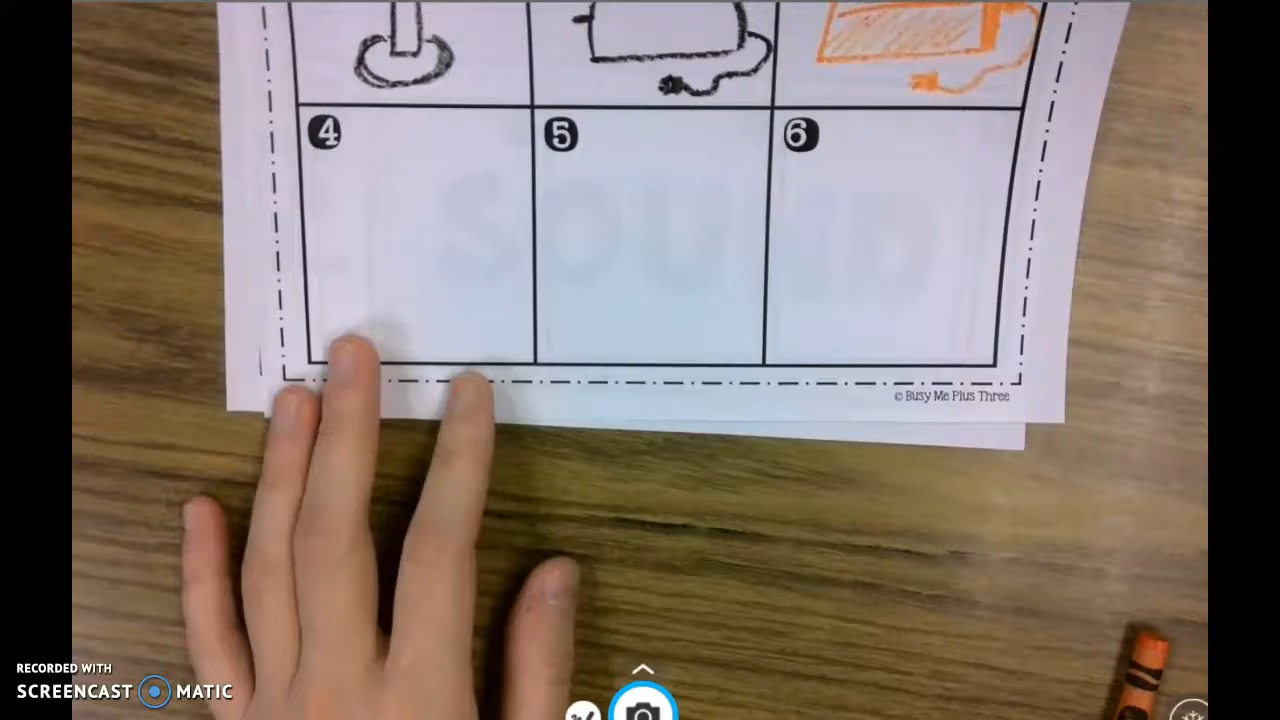 4 5 6
SOUND
© Busy Me Plus Three
RECORDED WITH
SCREENCAST MATIC